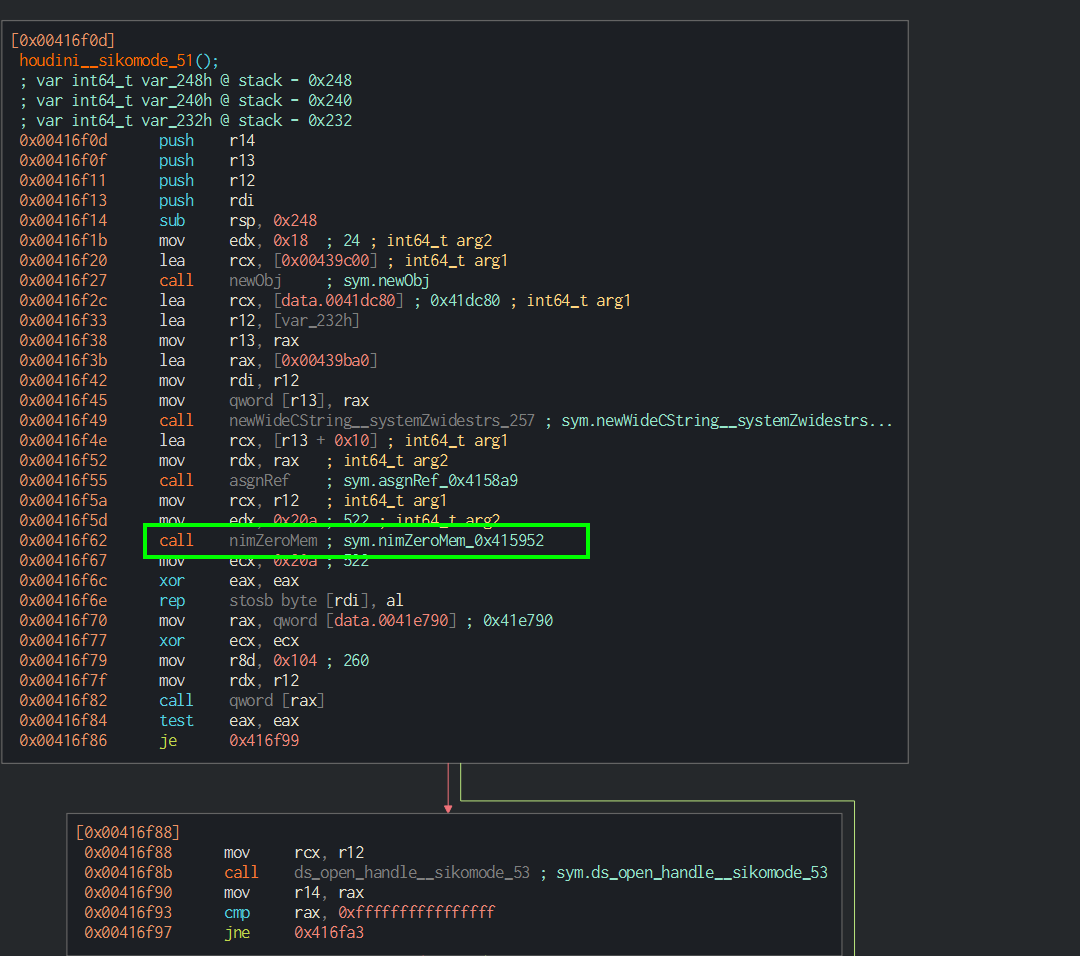 [0x00416f0d]
houdini__sikomode_51();
; var int64_t var_248h @ stack - 0x248
; var int64_t var_240h @ stack - 0x240
; var int64_t var_232h @ stack - 0x232
0x00416f0d push r14
0x00416f0f push r13
0x00416f11 push r12
0x00416f13 push rdi
0x00416f14 sub rsp, 0x248
0x00416f1b mov edx, 0x18 ; 24 ; int64_t arg2
0x00416f20 lea rcx, [0x00439c00] ; int64_t arg1
0x00416f27 call newObj ; sym.newObj
0x00416f2c lea rcx, [data.0041dc80] ; 0x41dc80 ; int64_t arg1
0x00416f33 lea r12, [var_232h]
0x00416f38 mov r13, rax
0x00416f3b lea rax, [0x00439ba0]
0x00416f42 mov rdi, r12
0x00416f45 mov qword [r13], rax
0x00416f49 call newWideCString__systemZwidestrs_257 ; sym.newWideCString__systemZwidestrs...
0x00416f4e lea rcx, [r13 + 0x10] ; int64_t arg1
0x00416f52 mov rdx, rax ; int64_t arg2
0x00416f55 call asgnRef ; sym.asgnRef_0x4158a9
0x00416f5a mov rcx, r12 ; int64_t arg1
0x00416f5d mov edx, 0x20a ; 522 ; int64_t arg2
0x00416f62 call nimZeroMem ; sym.nimZeroMem_0x415952
0x00416f67 mov ecx, 0x20a ; 522
0x00416f6c xor eax, eax
0x00416f6e rep stosb byte [rdi], al
0x00416f70 mov rax, qword [data.0041e790] ; 0x41e790
0x00416f77 xor ecx, ecx
0x00416f79 mov r8d, 0x104 ; 260
0x00416f7f mov rdx, r12
0x00416f82 call qword [rax]
0x00416f84 test eax, eax
0x00416f86 je 0x416f99
[0x00416f88]
0x00416f88 mov rcx, r12
0x00416f8b call ds_open_handle__sikomode_53 ; sym.ds_open_handle__sikomode_53
0x00416f90 mov r14, rax
0x00416f93 cmp rax, 0xffffffffffffffff
0x00416f97 jne 0x416fa3